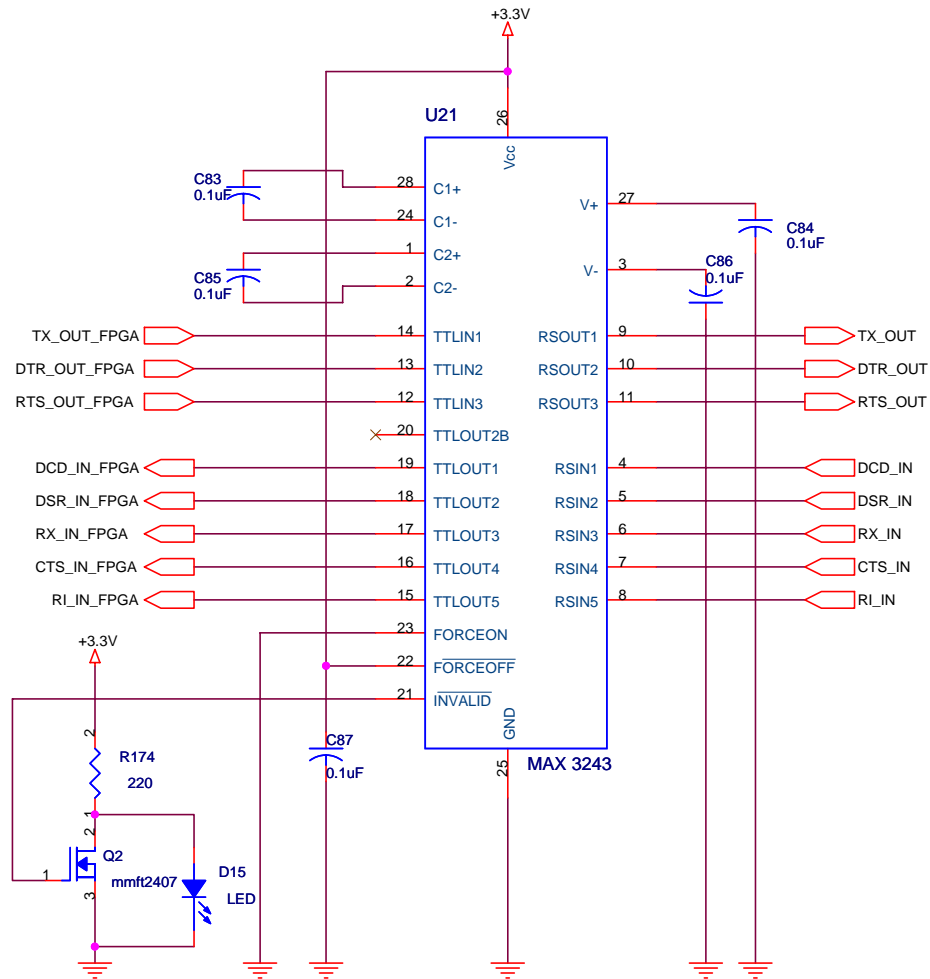 +3.3V
U21
26
Vcc
C83
0.1uF
28
C1+
24
C1-
1
C2+
C85
0.1uF
2
C2-
V+
27
C84
0.1uF
V-
3
C86
0.1uF
TX_OUT_FPGA
14
TTLIN1
RSOUT1
9
TX_OUT
DTR_OUT_FPGA
13
TTLIN2
RSOUT2
10
DTR_OUT
RTS_OUT_FPGA
12
TTLIN3
RSOUT3
11
RTS_OUT
20
TTLOUT2B
DCD_IN_FPGA
19
TTLOUT1
RSIN1
4
DCD_IN
DSR_IN_FPGA
18
TTLOUT2
RSIN2
5
DSR_IN
RX_IN_FPGA
17
TTLOUT3
RSIN3
6
RX_IN
CTS_IN_FPGA
16
TTLOUT4
RSIN4
7
CTS_IN
RI_IN_FPGA
15
TTLOUT5
RSIN5
8
RI_IN
23
FORCEON
22
FORCEOFF
21
INVALID
GND
25
MAX 3243
C87
0.1uF
+3.3V
2
R174
220
1
2
Q2
mmft2407
1
3
D15
LED